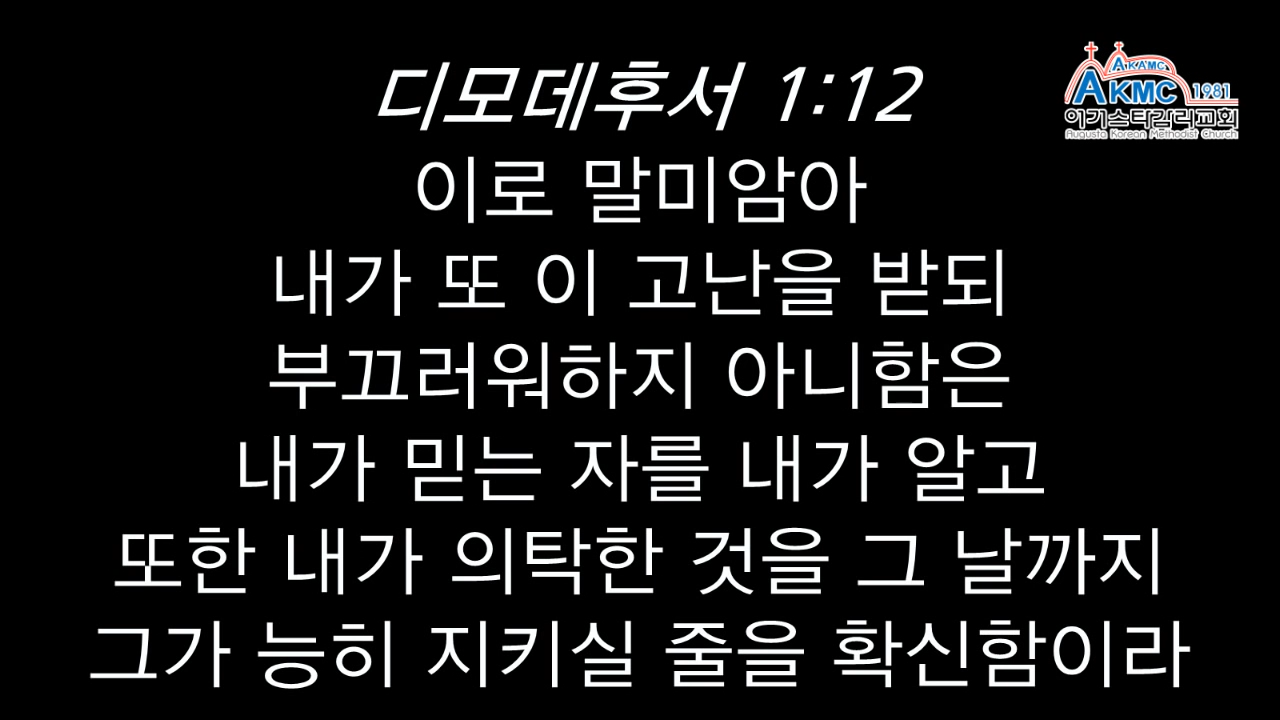 디모데후서 1:12
AKAMC
AKMC 1981
어거스타감리교회
Augusta Korean Methodist Church
이로 말미암아
내가 또 이 고난을 받되
부끄러워하지 아니함은
내가 믿는 자를 내가 알고
또한 내가 의탁한 것을 그 날까지
그가 능히 지키실 줄을 확신함이라